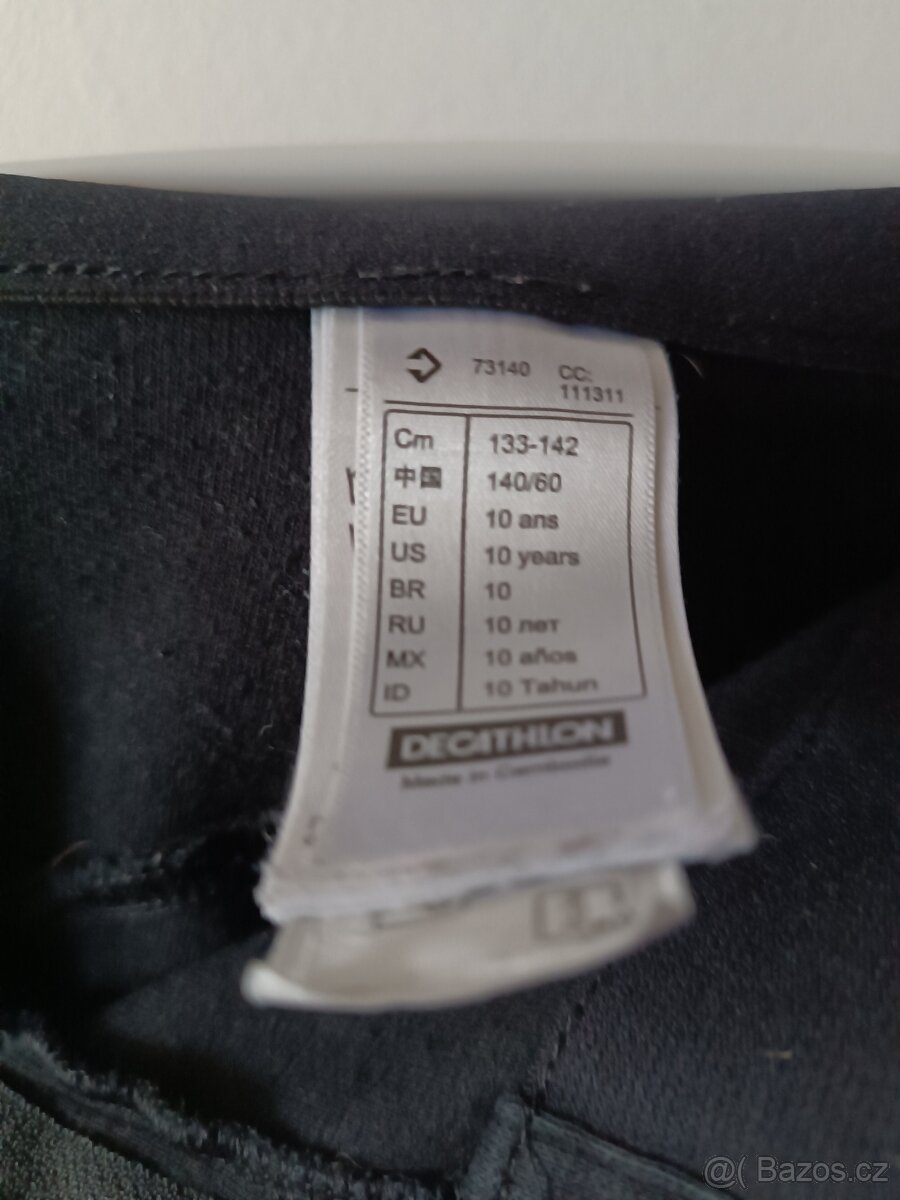 73140 CC:
111311
Cm 133-142
中国 140/60
EU 10 ans
US 10 years
BR 10
RU 10 лет
MX 10 años
ID 10 Tahun
DECATHLON
Made in Cambodia
@( Bazos.cz